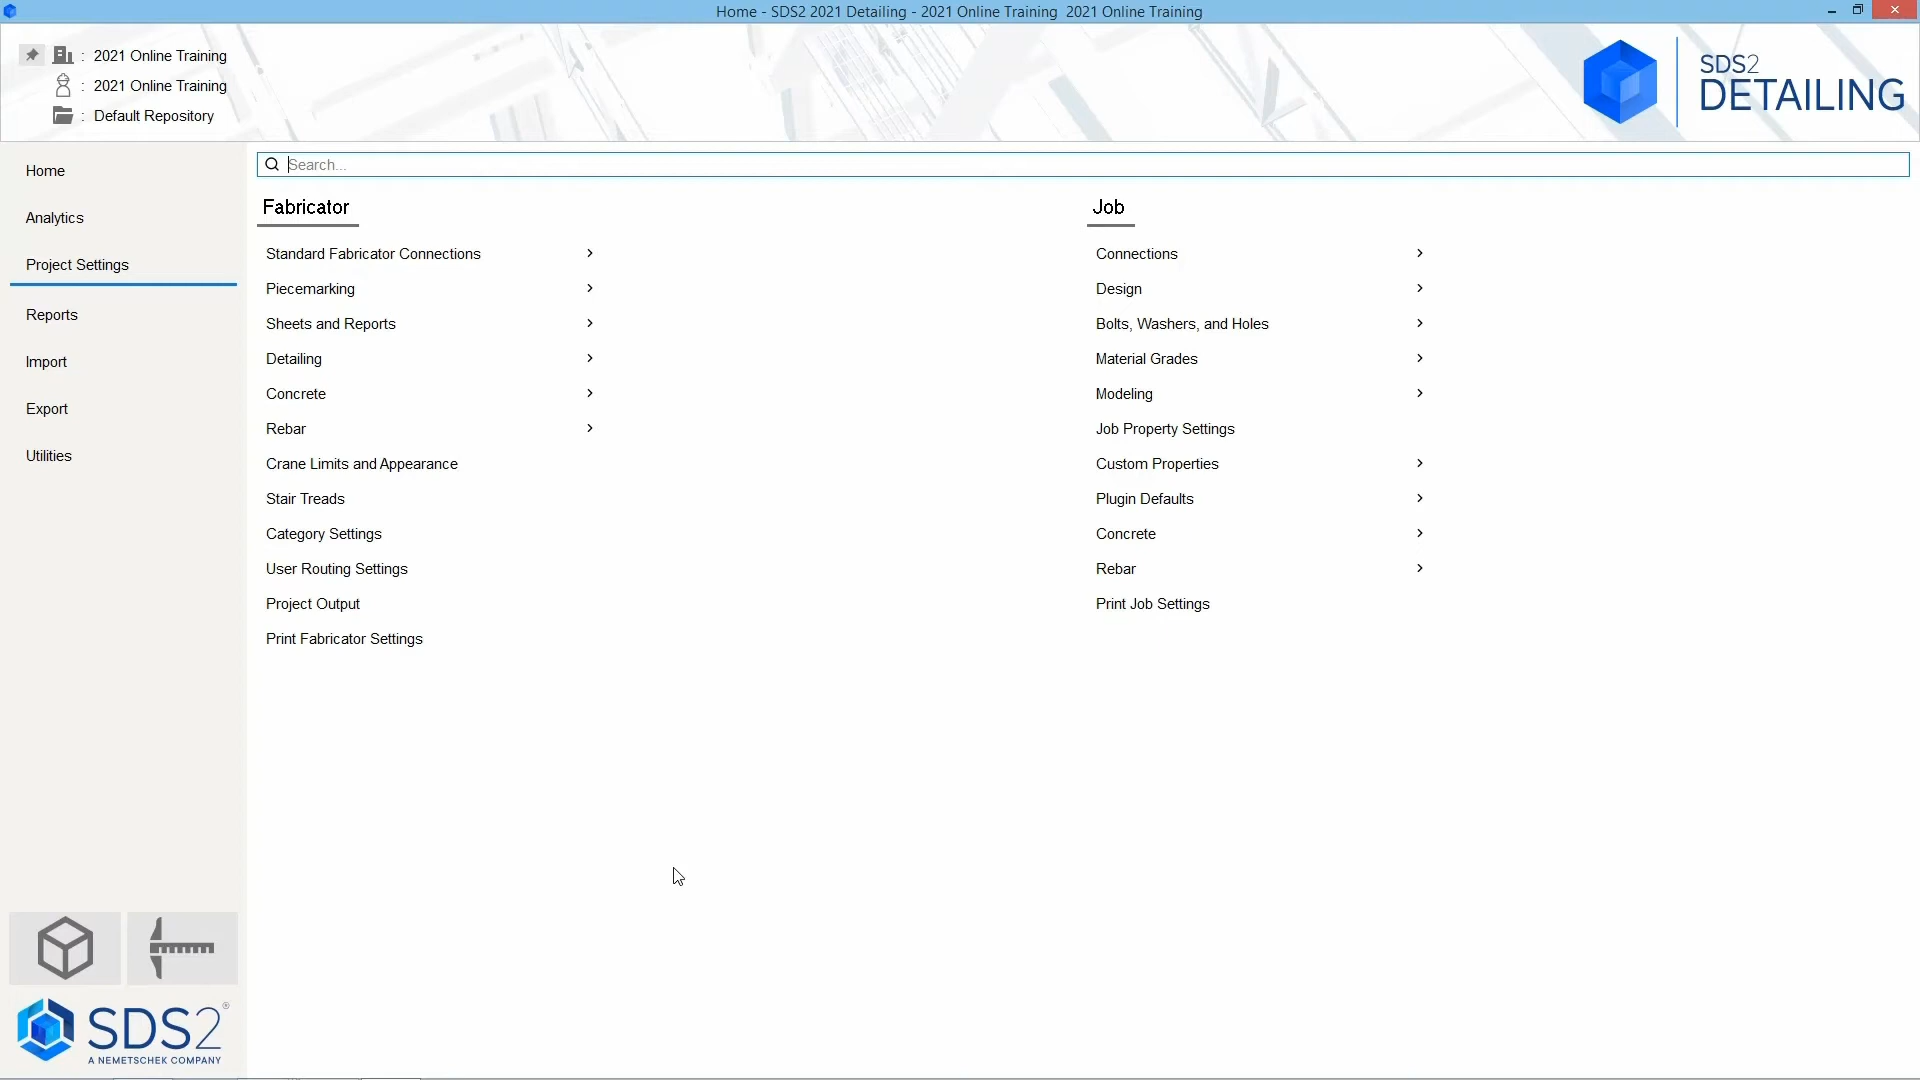 Home - SDS2 2021 Detailing - 2021 Online Training 2021 Online Training
: 2021 Online Training
: 2021 Online Training
: Default Repository
SDS2
DETAILING
Home
Analytics
Project Settings
Reports
Import
Export
Utilities
Search...
Fabricator
Standard Fabricator Connections
Piecemarking
Sheets and Reports
Detailing
Concrete
Rebar
Crane Limits and Appearance
Stair Treads
Category Settings
User Routing Settings
Project Output
Print Fabricator Settings
Job
Connections
Design
Bolts, Washers, and Holes
Material Grades
Modeling
Job Property Settings
Custom Properties
Plugin Defaults
Concrete
Rebar
Print Job Settings
SDS2®
A NEMETSCHEK COMPANY